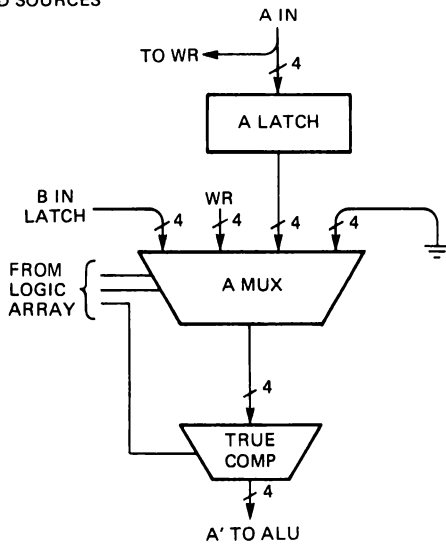 D SOURCES
A IN
TO WR
4
A LATCH
B IN
LATCH
4
WR
4
4
4
FROM
LOGIC
ARRAY
A MUX
4
TRUE
COMP
4
A' TO ALU